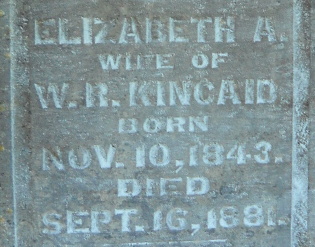 ELIZABETH A.
WIFE OF
W. R. KINCAID
BORN
NOV. 10, 1843.
DIED
SEPT. 16, 1881.